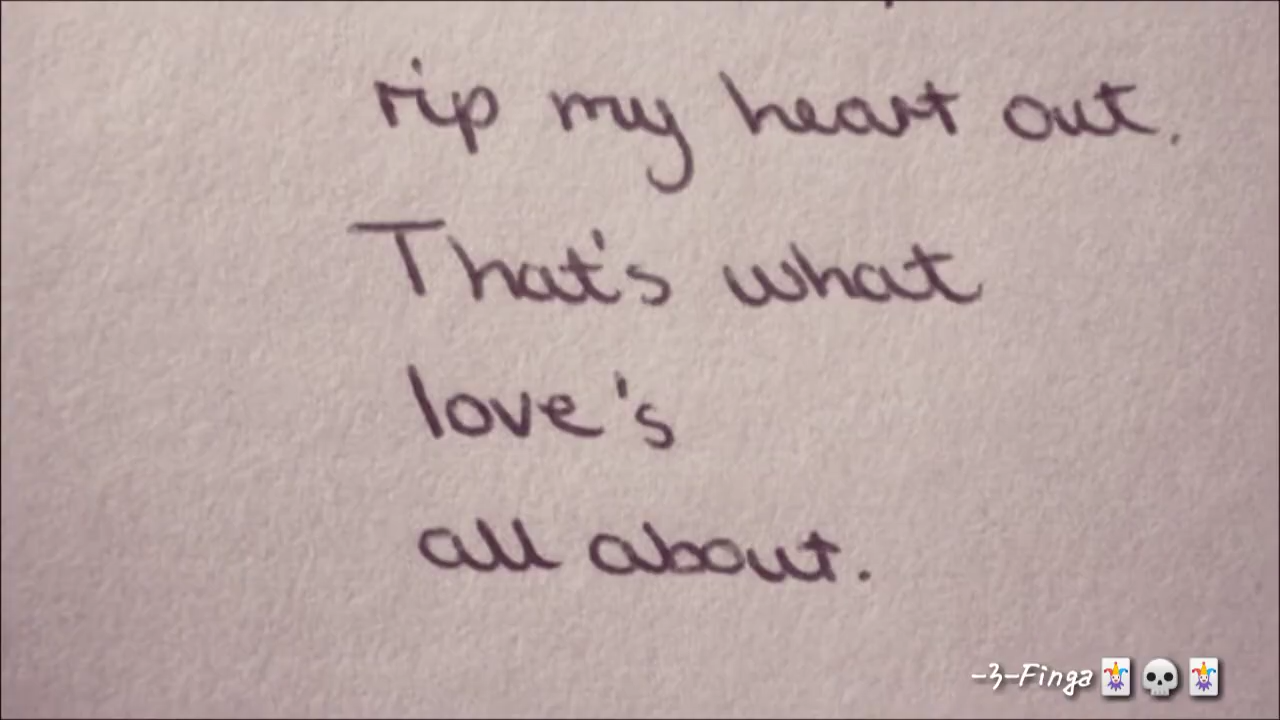 rip my heart out.
That's what
love's
all about.
-3-Finga🃏💀🃏